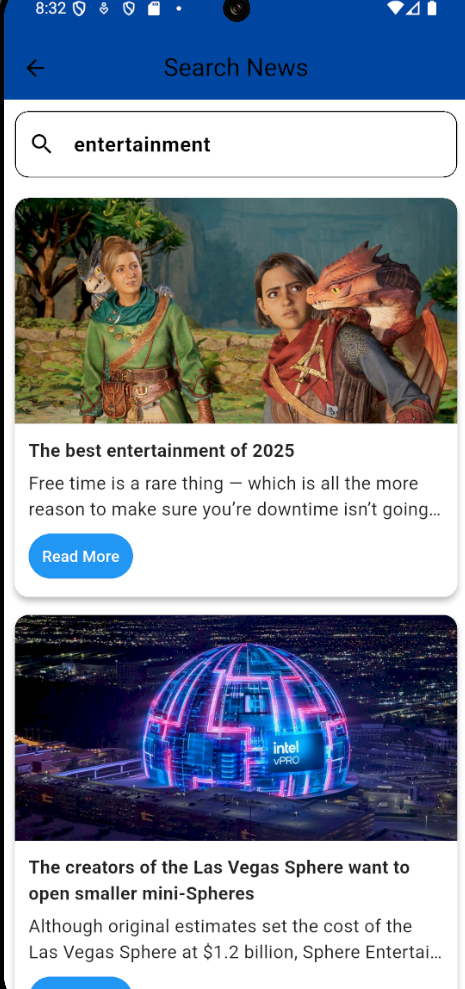 8:32
Search News
entertainment
The best entertainment of 2025
Free time is a rare thing — which is all the more
reason to make sure you’re downtime isn’t going…
Read More
intel
vPRO
The creators of the Las Vegas Sphere want to
open smaller mini-Spheres
Although original estimates set the cost of the
Las Vegas Sphere at $1.2 billion, Sphere Entertai…